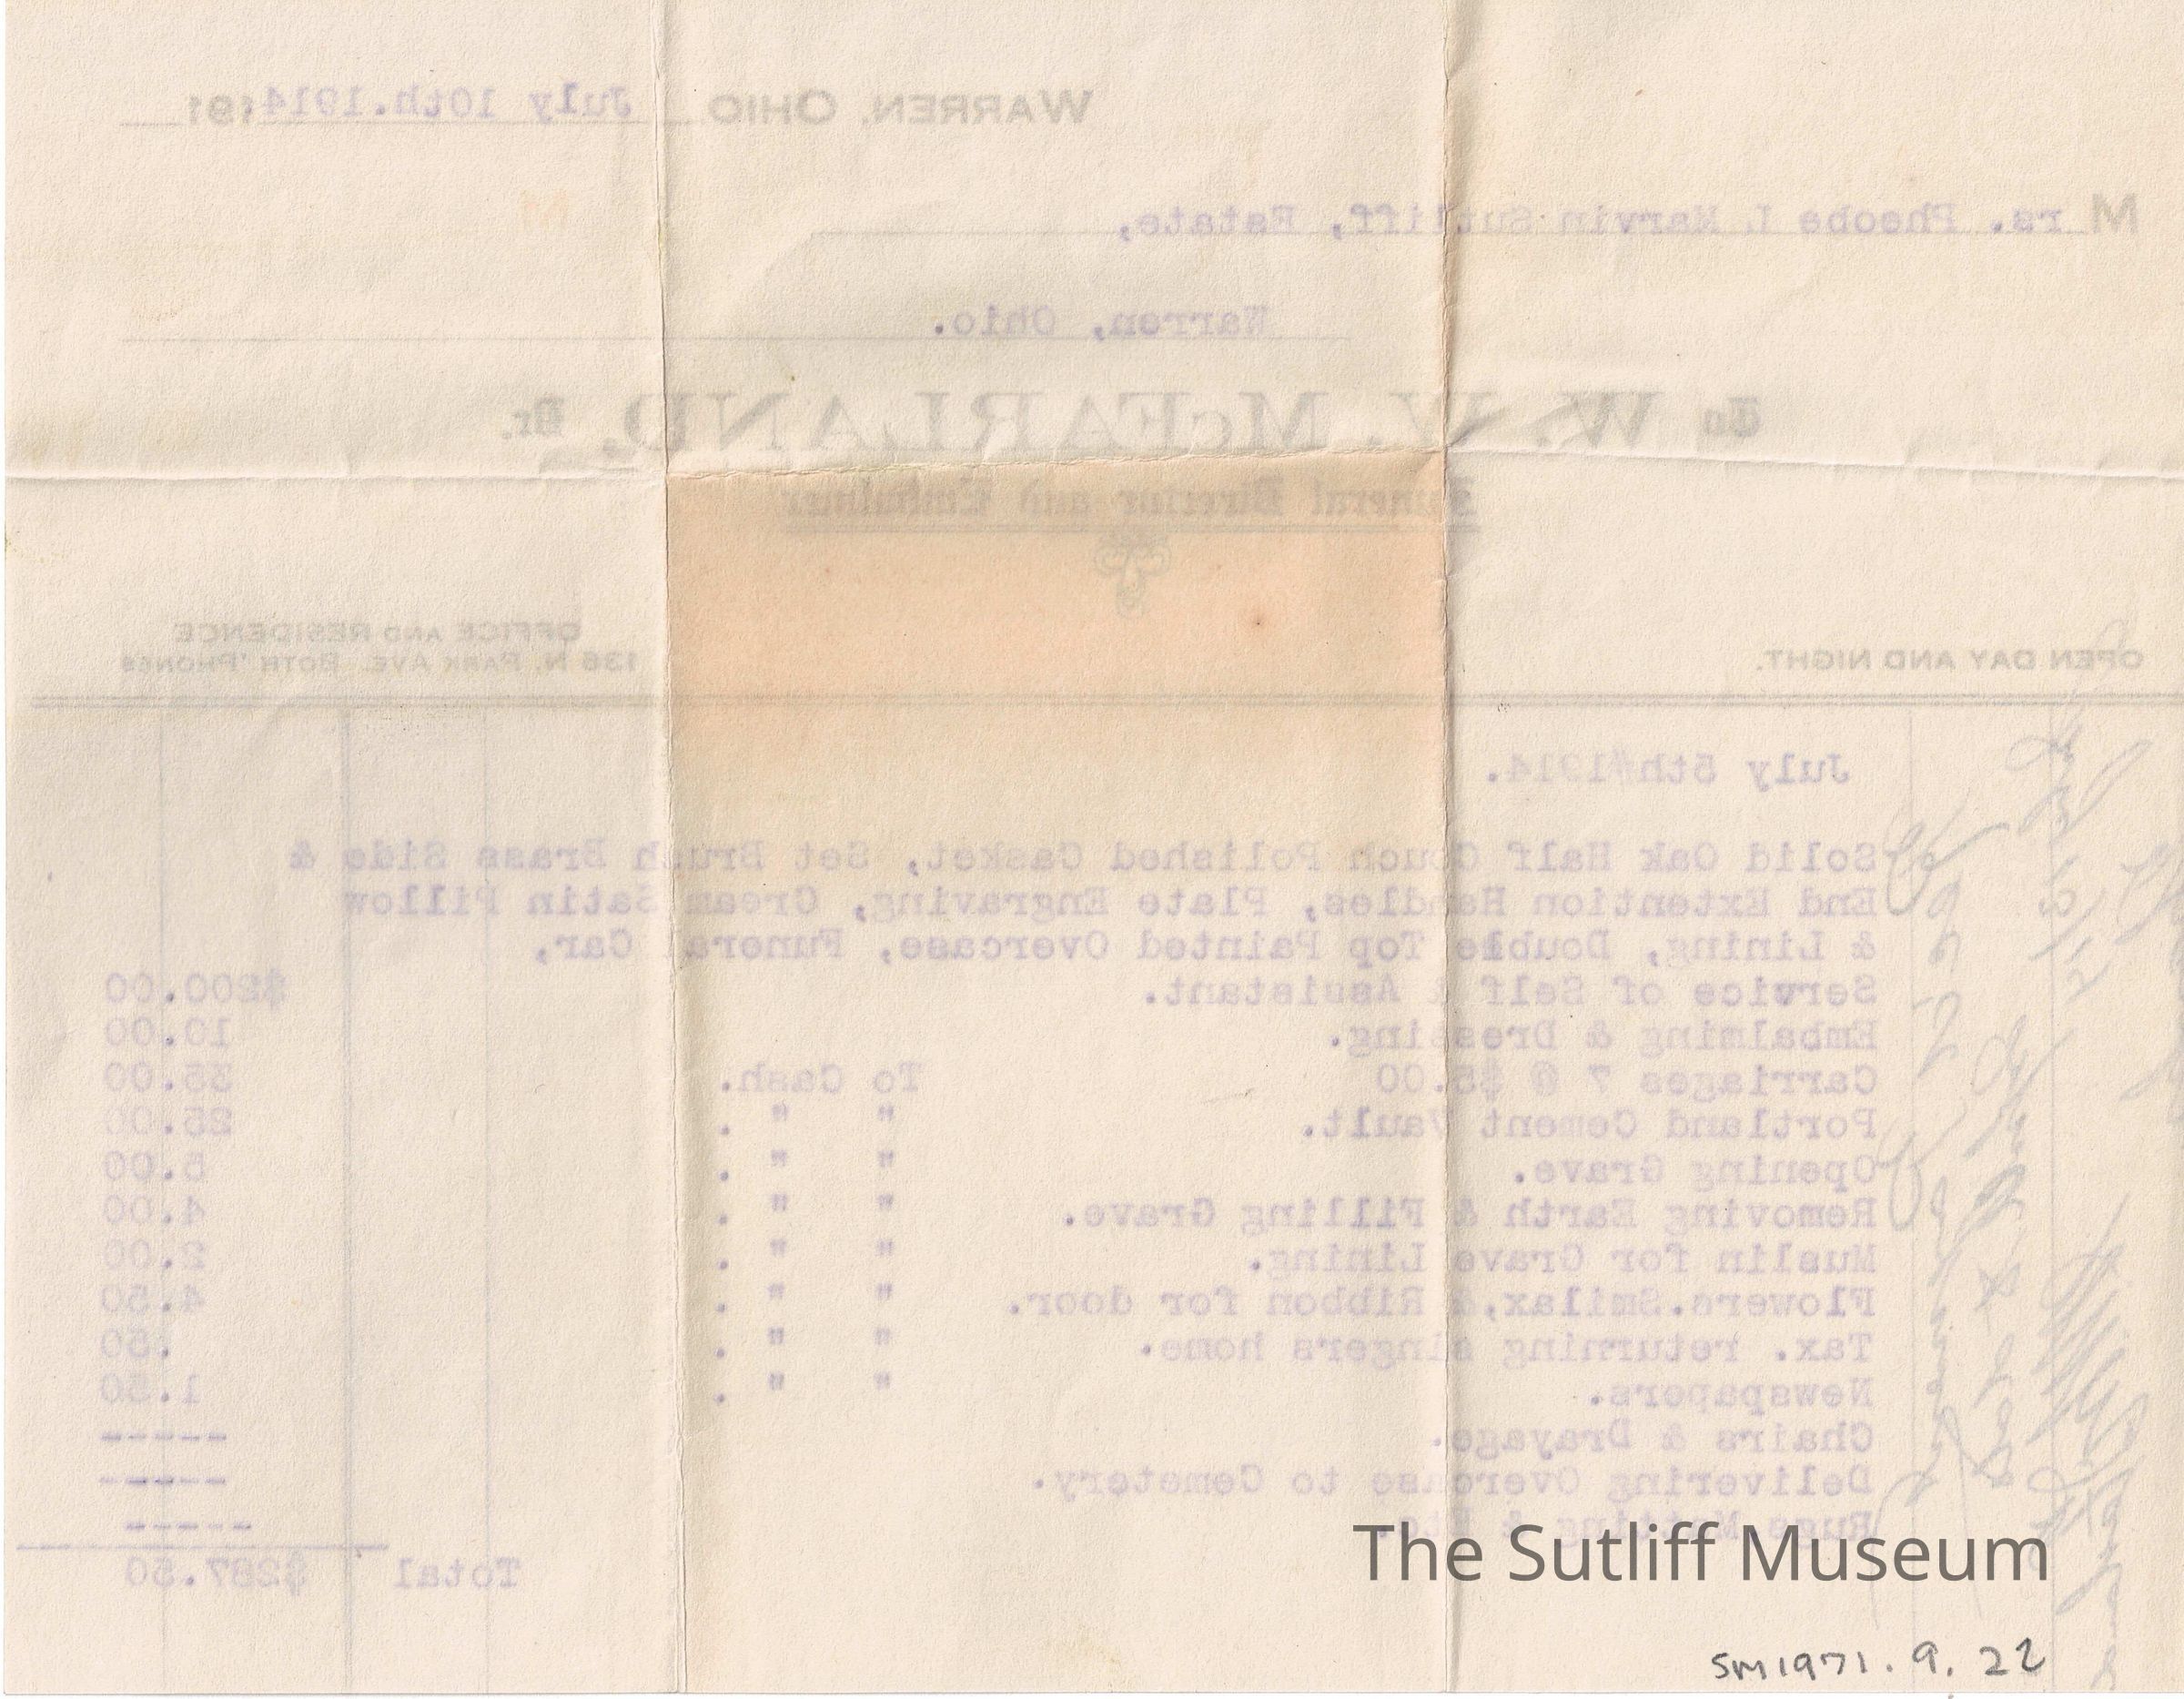 WARREN, OHIO, July 10th.1914. 191
Mrs. Pheobe L Marvin Sutliff, Estate,
Warren, Ohio.
To W. V. McFARLAND, Dr.
Funeral Director and Embalmer
OFFICE AND RESIDENCE
OPEN DAY AND NIGHT. 136 N. PARK AVE. BOTH 'PHONES
July 5th#1914.
Solid Oak Half Couch Polished Casket, Set Brush Brass Side &
End Extention Handles, Plate Engraving, Cream Satin Pillow
& Lining, Double Top Painted Overcase, Funeral Car,
Service of Self & Assistant. $200.00
Embalming & Dressing. 10.00
Carriages 7 @ $5.00 To Cash. 35.00
Portland Cement Vault. " " . 25.00
Opening Grave. " " . 5.00
Removing Earth & Filling Grave. " " . 4.00
Muslin for Grave Lining. " " . 2.00
Flowers.Smilax,& Ribbon for door. " " . 4.50
Tax. returning singers home. " " . .50
Newspapers. " " . 1.50
Chairs & Drayage. -----
Delivering Overcase to Cemetery. -----
Rugs Matting & Etc. -----
Total $287.50
The Sutliff Museum
SM1971.9.22